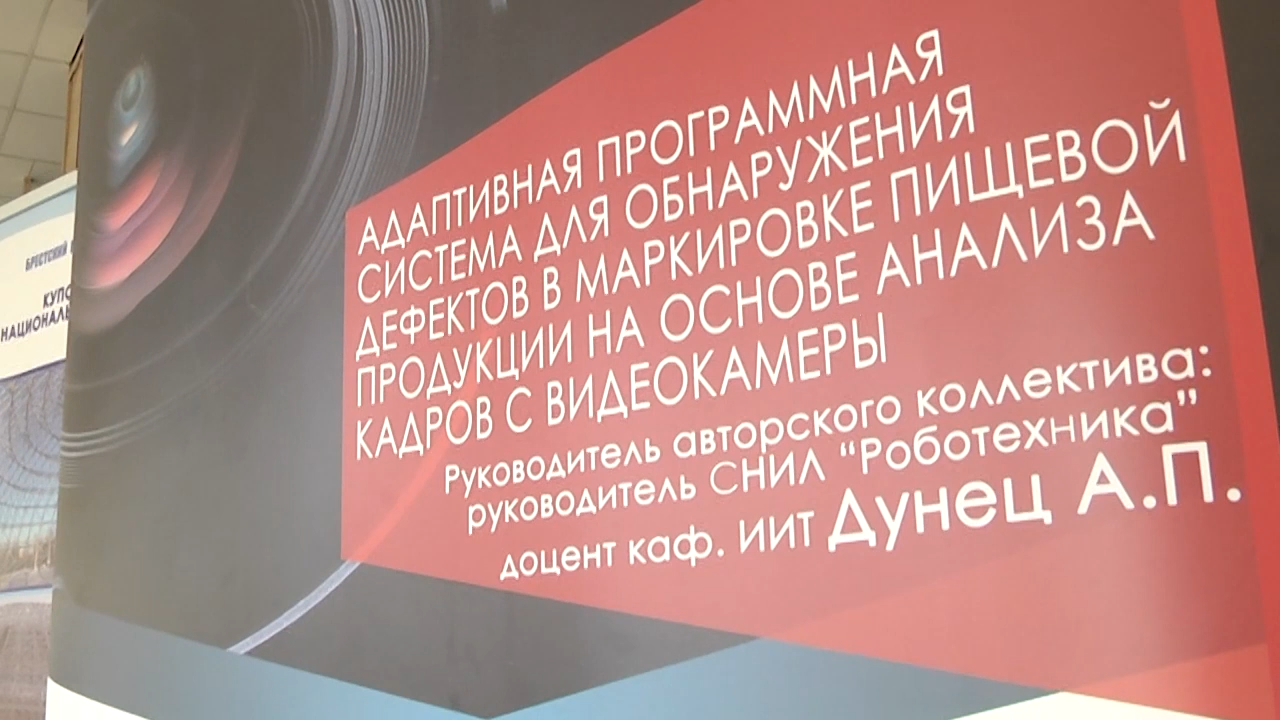 АДАПТИВНАЯ ПРОГРАММНАЯ
СИСТЕМА ДЛЯ ОБНАРУЖЕНИЯ
ДЕФЕКТОВ В МАРКИРОВКЕ ПИЩЕВОЙ
ПРОДУКЦИИ НА ОСНОВЕ АНАЛИЗА
КАДРОВ С ВИДЕОКАМЕРЫ
Руководитель авторского коллектива:
руководитель СНИЛ “Роботехника”
доцент каф. ИИТ Дунец А.П.
БРЕСТСКИЙ